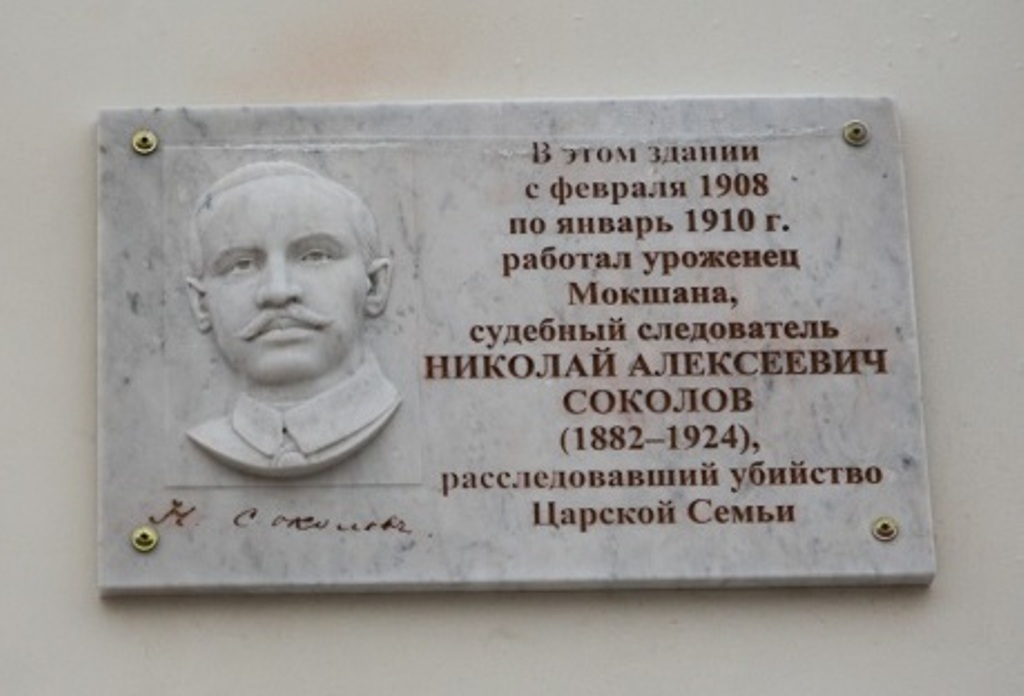 В этом здании
с февраля 1908
по январь 1910 г.
работал уроженец
Мокшана,
судебный следователь
НИКОЛАЙ АЛЕКСЕЕВИЧ
СОКОЛОВ
(1882–1924),
расследовавший убийство
Царской Семьи
Н. Соколовъ.